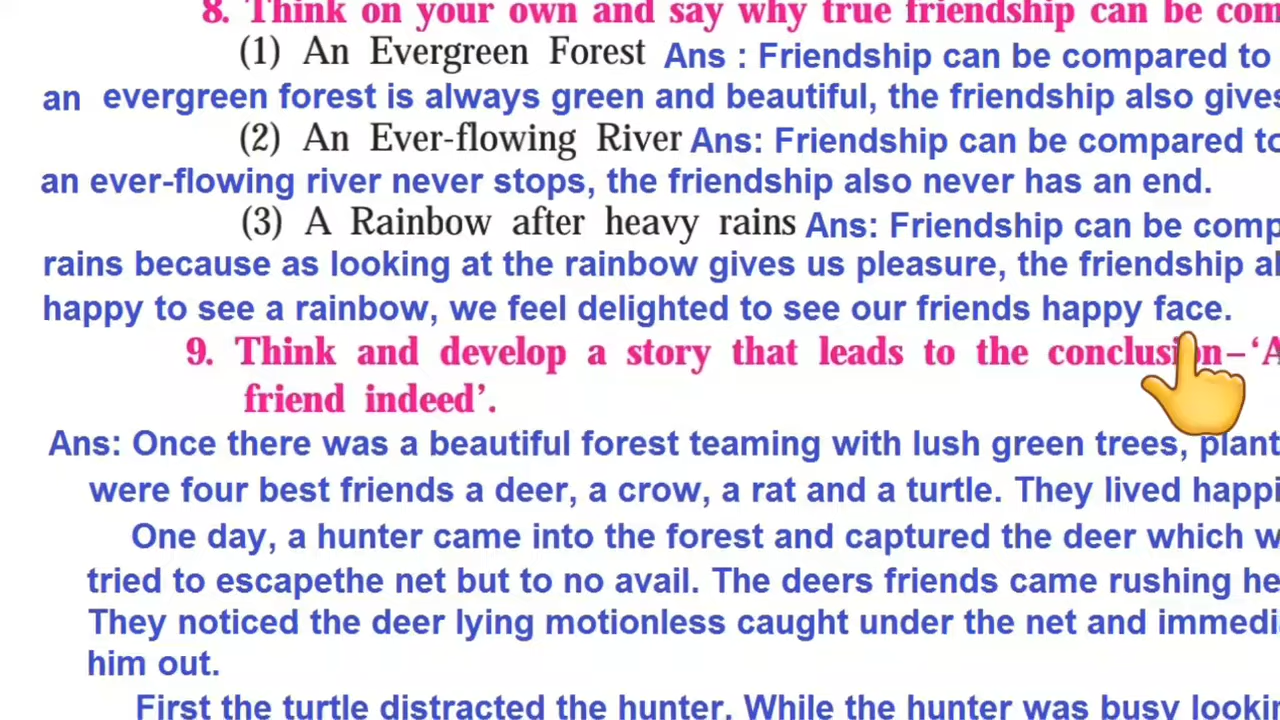 8. Think on your own and say why true friendship can be com
(1) An Evergreen Forest Ans : Friendship can be compared to
an evergreen forest is always green and beautiful, the friendship also gives
(2) An Ever-flowing River Ans: Friendship can be compared to
an ever-flowing river never stops, the friendship also never has an end.
(3) A Rainbow after heavy rains Ans: Friendship can be comp
rains because as looking at the rainbow gives us pleasure, the friendship al
happy to see a rainbow, we feel delighted to see our friends happy face.
9. Think and develop a story that leads to the conclusion–‘A
friend indeed’.
Ans: Once there was a beautiful forest teaming with lush green trees, plant
were four best friends a deer, a crow, a rat and a turtle. They lived happi
One day, a hunter came into the forest and captured the deer which w
tried to escapethe net but to no avail. The deers friends came rushing he
They noticed the deer lying motionless caught under the net and immedi
him out.
First the turtle distracted the hunter. While the hunter was busy lookin